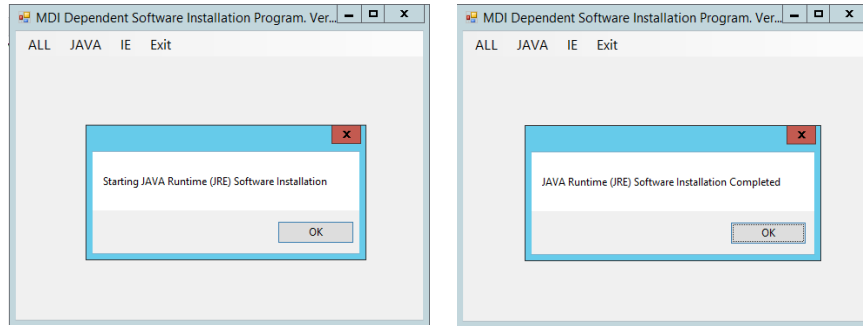 MDI Dependent Software Installation Program. Ver...
ALL JAVA IE Exit
Starting JAVA Runtime (JRE) Software Installation
OK
MDI Dependent Software Installation Program. Ver...
ALL JAVA IE Exit
JAVA Runtime (JRE) Software Installation Completed
OK